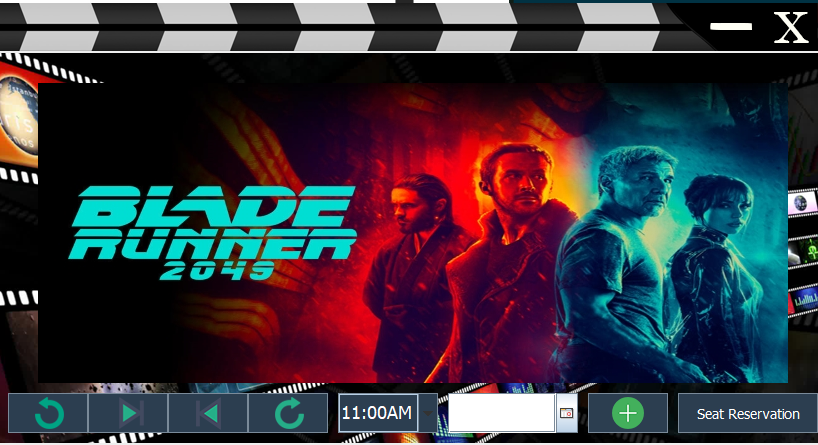 X
BLADE
RUNNER
2049
11:00AM
Seat Reservation